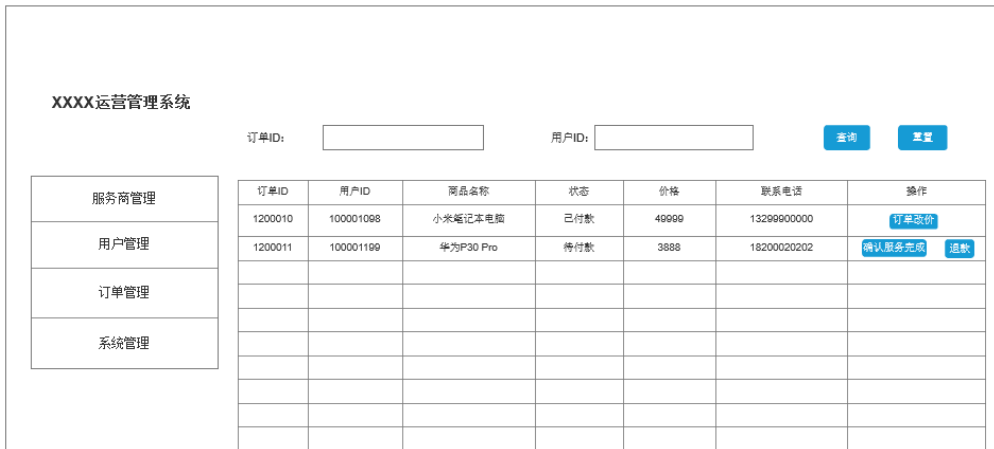 XXXX运营管理系统
订单ID: 用户ID: 查询 重置
服务商管理
用户管理
订单管理
系统管理
订单ID 用户ID 商品名称 状态 价格 联系电话 操作
1200010 100001098 小米笔记本电脑 已付款 49999 13299900000 订单改价
1200011 100001199 华为P30 Pro 待付款 3888 18200020202 确认服务完成 退款